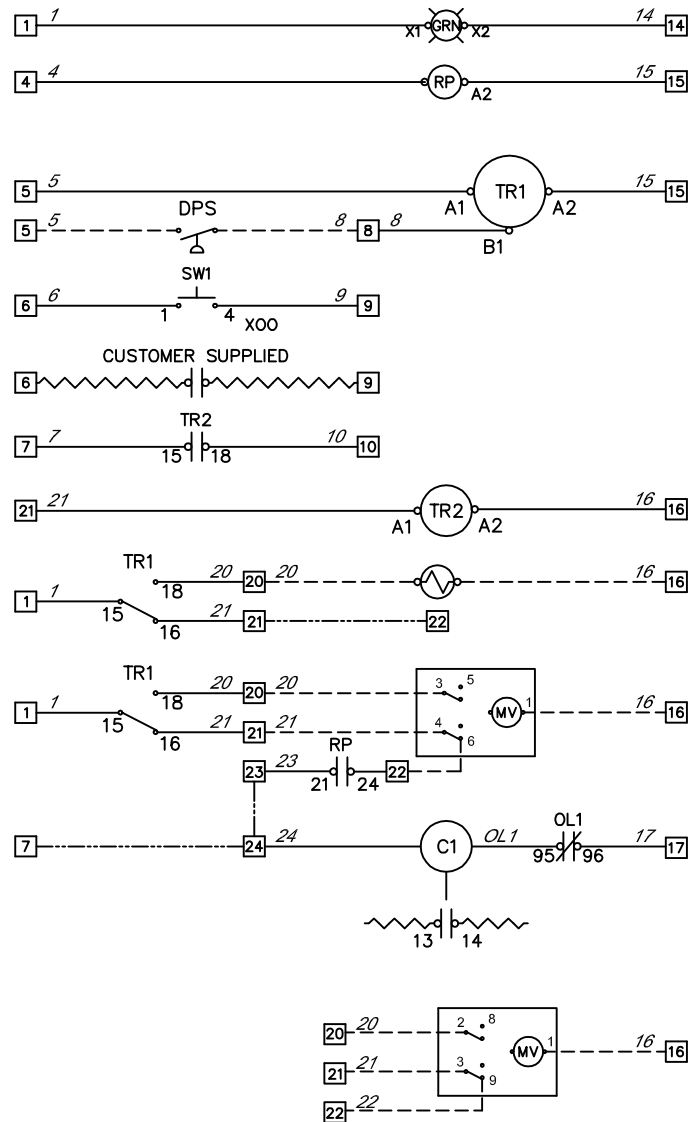 1 1 X1 GRN X2 14 14
4 4 RP A2 15 15
5 5 A1 TR1 A2 15 15
DPS
5 5 8 8 8 B1
SW1
6 6 1 4 9 9
XOO
CUSTOMER SUPPLIED
6 9
TR2
7 7 15 18 10 10
21 21 A1 TR2 A2 16 16
TR1
18 20 20 20 16 16
1 1 15
16 21 21 22
TR1
18 20 20 20 3 5
1 1 15 MV 1 16 16
16 21 21 21 4 6
RP
23 23 21 24 22
OL1
7 24 24 C1 OL1 95 96 17 17
13 14
20 20 2 8
MV 1 16 16
21 21 3 9
22 22